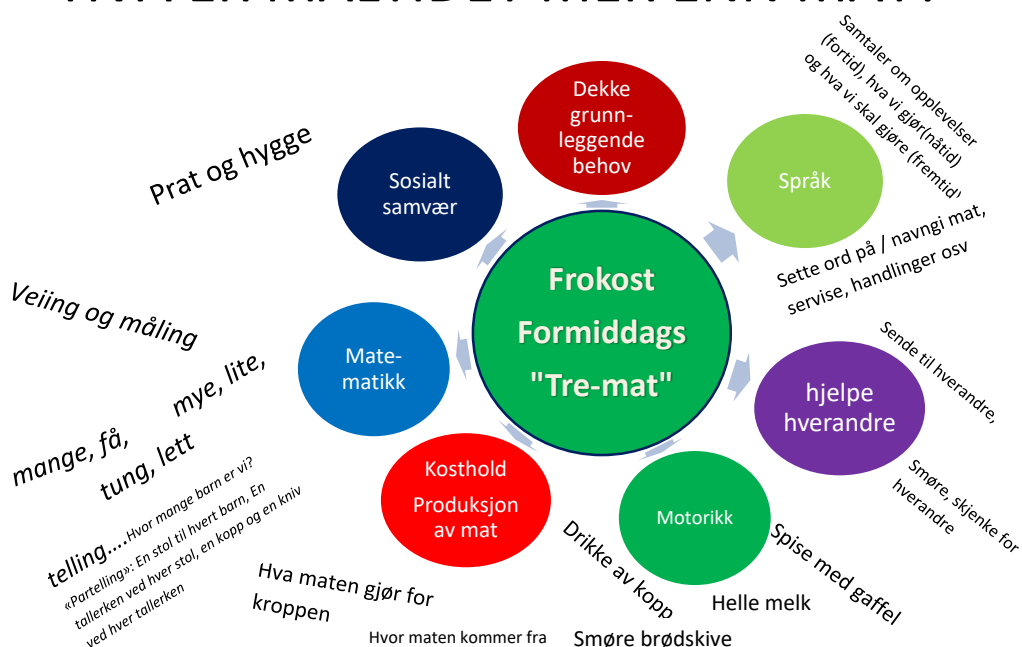 Dekke
grunn-
leggende
behov
Samtaler om opplevelser
(fortid), hva vi gjør(nåtid)
og hva vi skal gjøre (fremtid)
Prat og hygge
Sosialt
samvær
Språk
Sette ord på / navngi mat,
servise, handlinger osv
Frokost
Formiddags
"Tre-mat"
Veiing og måling
Mate-
matikk
mye, lite,
mange, få,
tung, lett
telling....Hvor mange barn er vi?
«Partelling»: En stol til hvert barn, En
tallerken ved hver stol, en kopp og en kniv
ved hver tallerken
hjelpe
hverandre
Sende til hverandre,
Smøre, skjenke for
hverandre
Kosthold
Produksjon
av mat
Hva maten gjør for
kroppen
Hvor maten kommer fra
Motorikk
Drikke av kopp
Spise med gaffel
Helle melk
Smøre brødskive